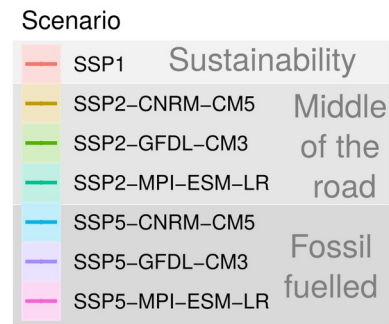 Scenario
SSP1 Sustainability
SSP2−CNRM−CM5 Middle
SSP2−GFDL−CM3 of the
SSP2−MPI−ESM−LR road
SSP5−CNRM−CM5
SSP5−GFDL−CM3 Fossil
SSP5−MPI−ESM−LR fuelled